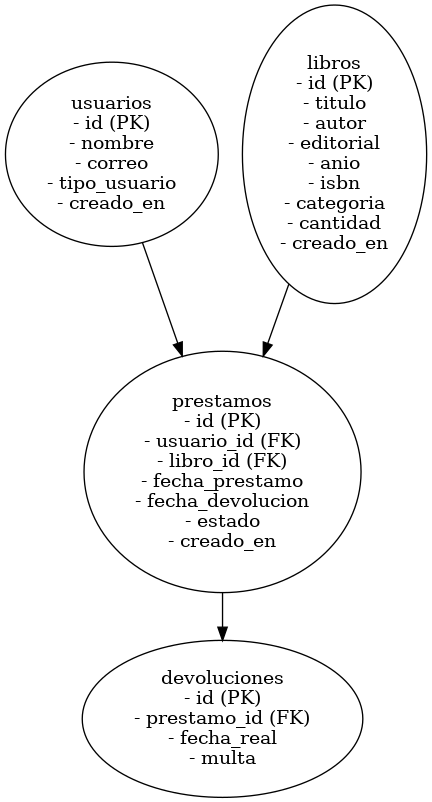 usuarios
- id (PK)
- nombre
- correo
- tipo_usuario
- creado_en
libros
- id (PK)
- titulo
- autor
- editorial
- anio
- isbn
- categoria
- cantidad
- creado_en
prestamos
- id (PK)
- usuario_id (FK)
- libro_id (FK)
- fecha_prestamo
- fecha_devolucion
- estado
- creado_en
devoluciones
- id (PK)
- prestamo_id (FK)
- fecha_real
- multa